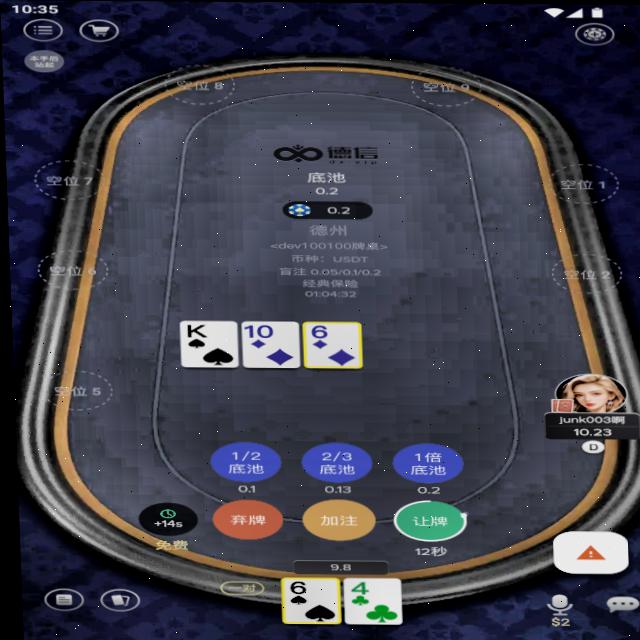 10:35
本手后
站起
空位 8
空位 9
德信
DX VIP
底池
0.2
空位 7
空位 1
0.2
德州
<dev100100牌桌>
币种: USDT
空位 6
空位 2
盲注 0.05/0.1/0.2
经典保险
01:04:32
K
10
6
空位 5
junk003啊
10.23
D
1/2
底池
2/3
底池
1倍
底池
0.1
0.13
0.2
+14s
弃牌
加注
让牌
免费
12秒
9.8
一对
6
4
$2